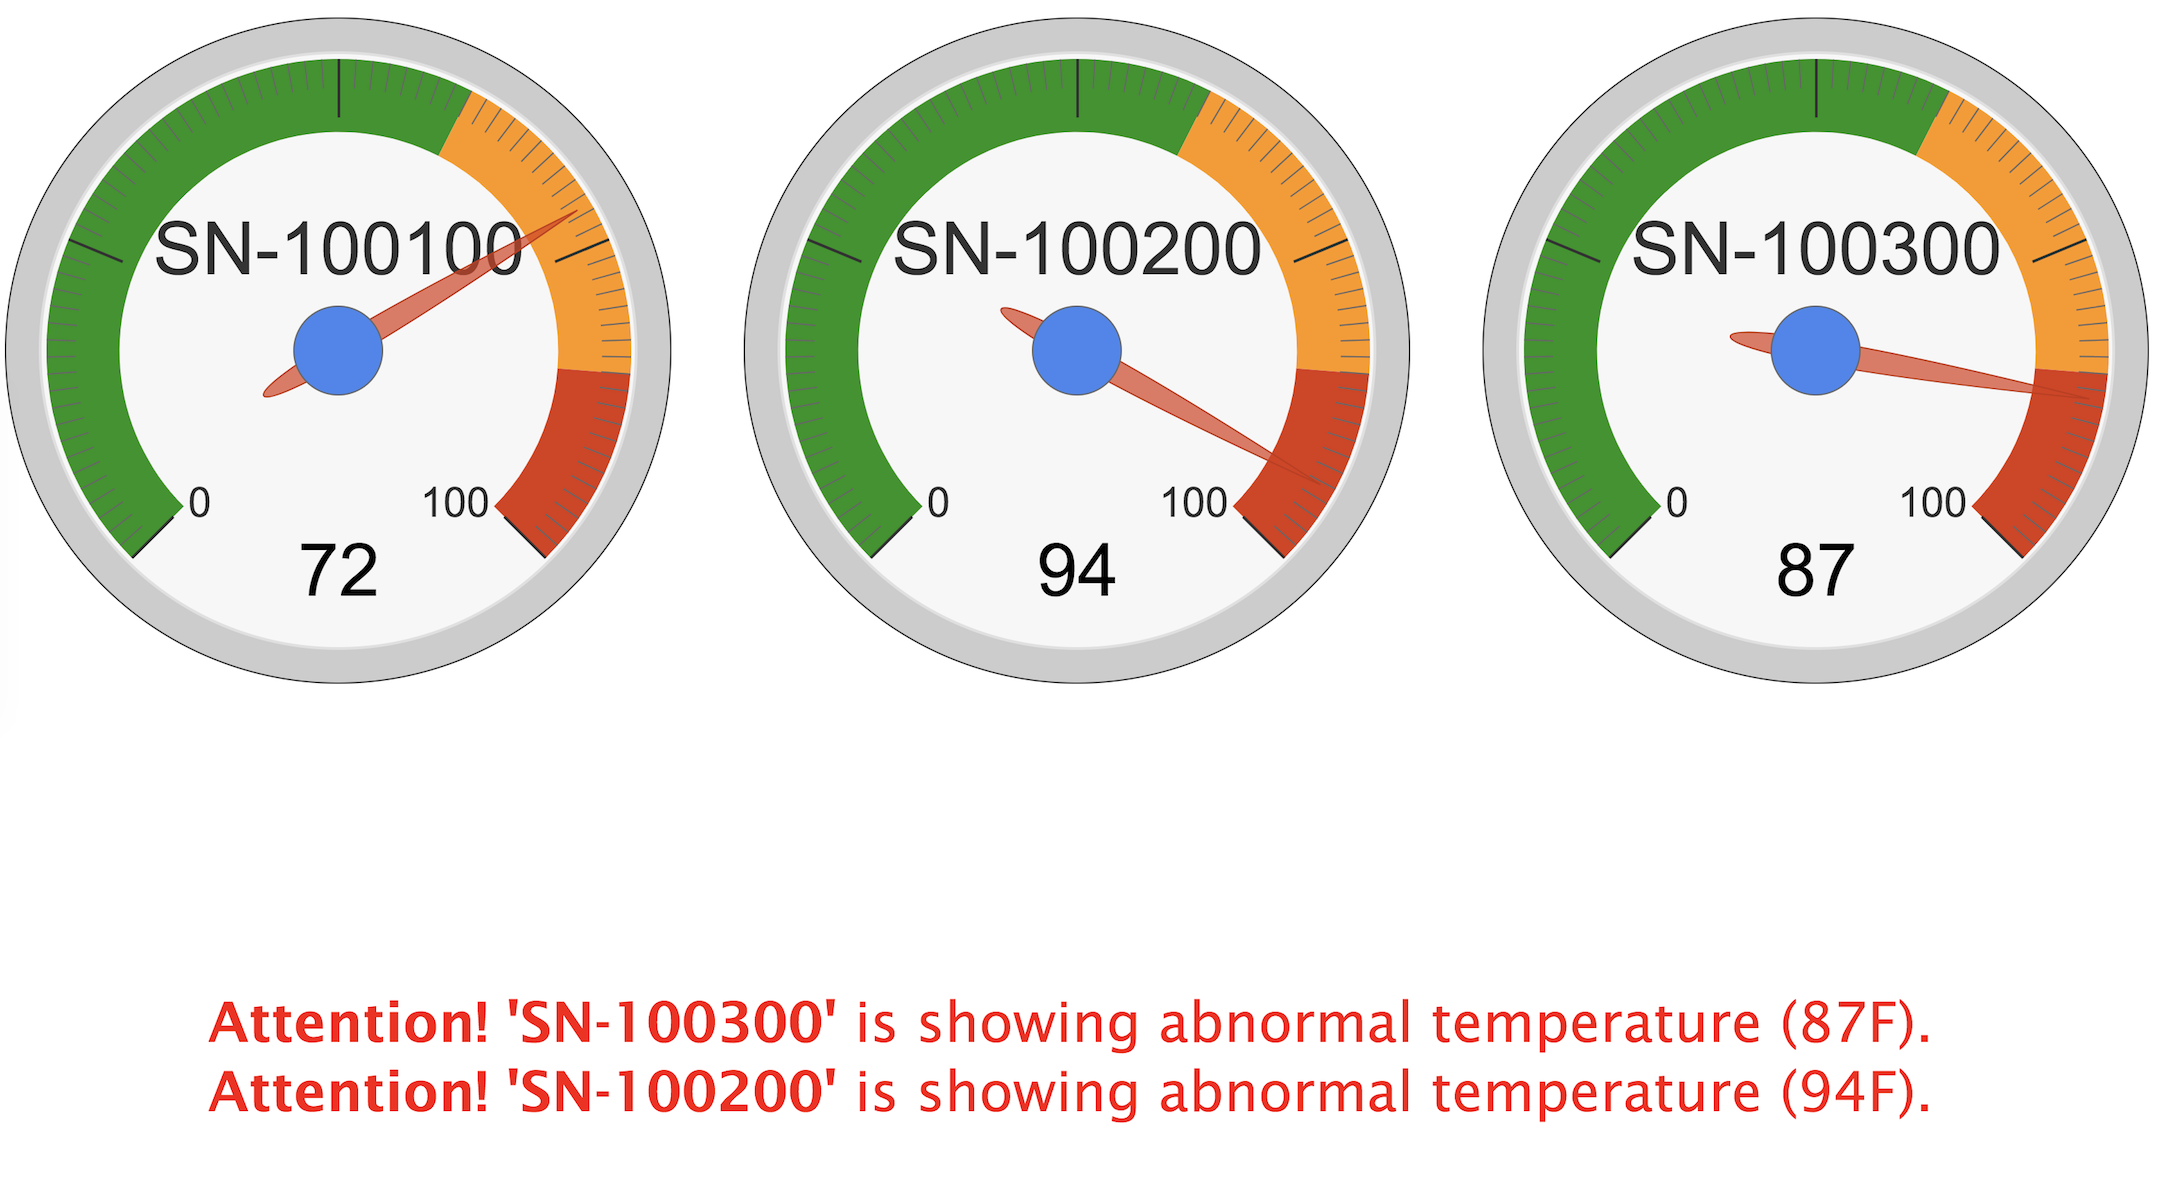 SN-100100
0 100
72
SN-100200
0 100
94
SN-100300
0 100
87
Attention! 'SN-100300' is showing abnormal temperature (87F).
Attention! 'SN-100200' is showing abnormal temperature (94F).